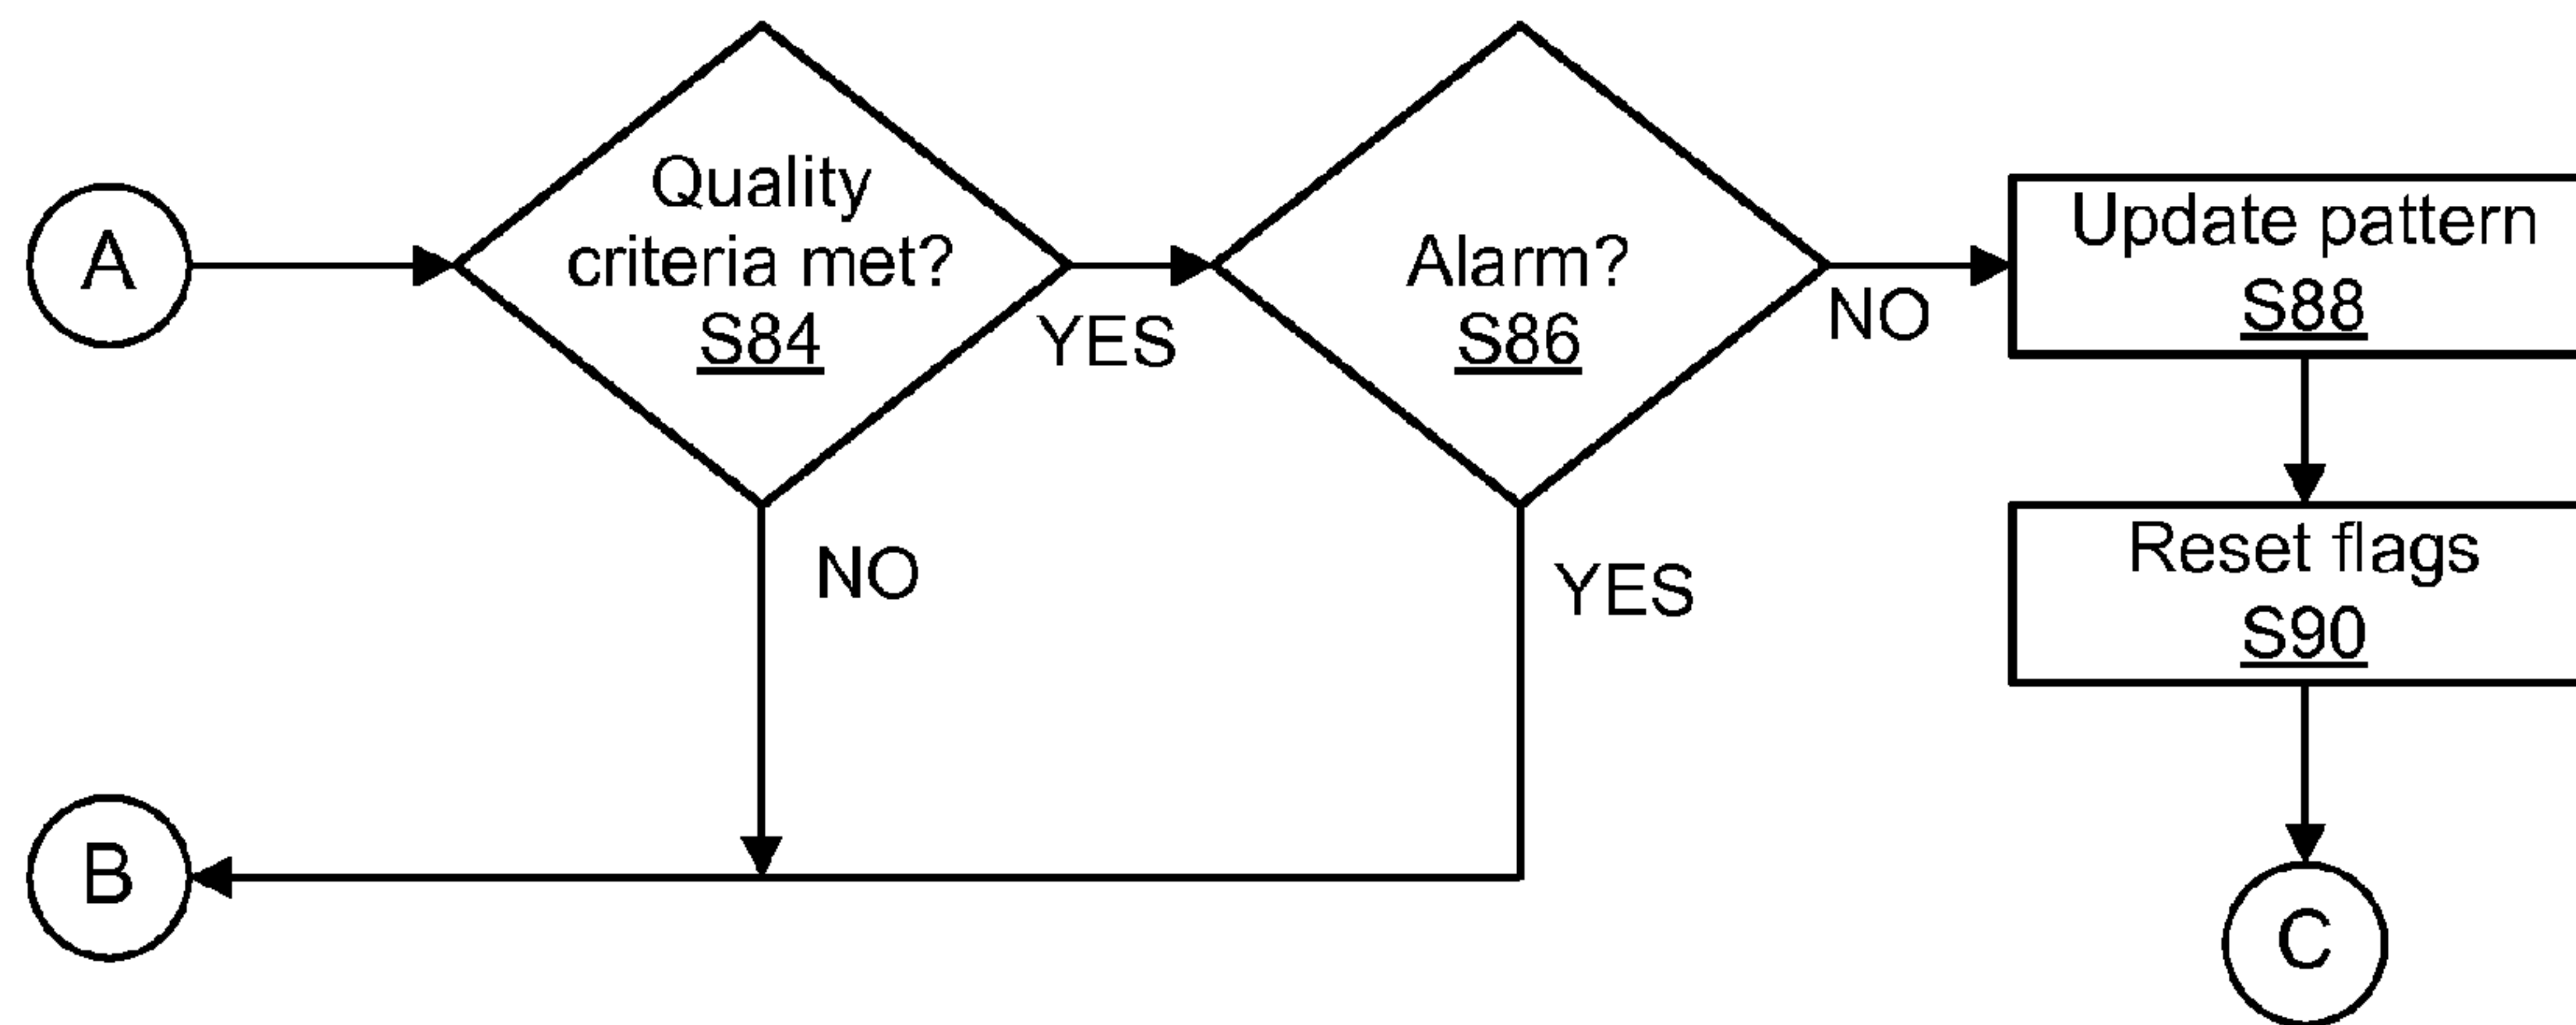 A
Quality
criteria met?
S84
YES
NO
Alarm?
S86
NO
YES
Update pattern
S88
Reset flags
S90
B
C